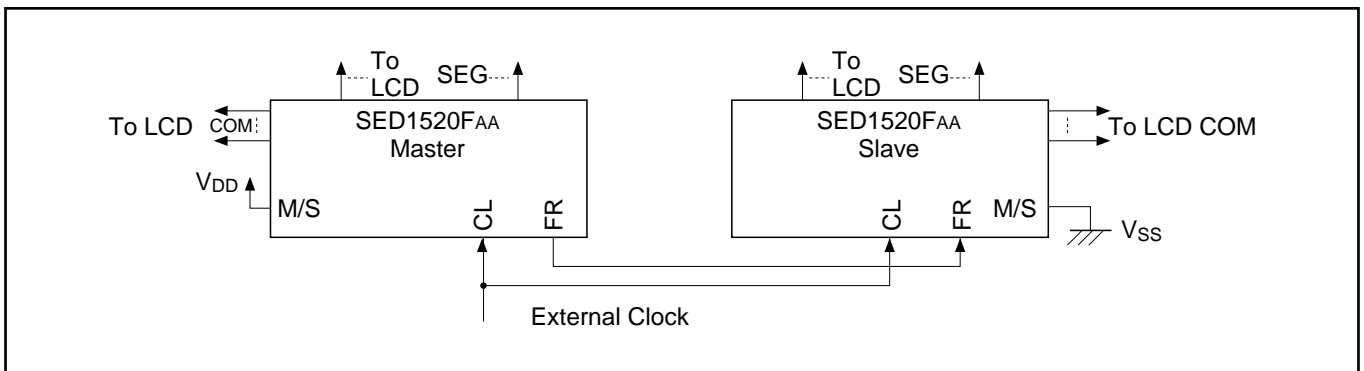 To
LCD
SEG
To LCD
COM
SED1520FAA
Master
VDD
M/S
CL
FR
To
LCD
SEG
SED1520FAA
Slave
To LCD COM
CL
FR
M/S
VSS
External Clock